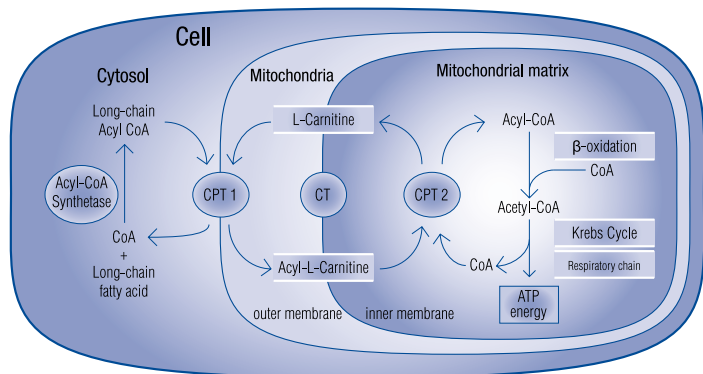 Cell
Cytosol
Mitochondria
Mitochondrial matrix
Long-chain
Acyl CoA
L-Carnitine
Acyl-CoA
β-oxidation
CoA
Acyl-CoA
Synthetase
CPT 1
CT
CPT 2
Acetyl-CoA
CoA
+
Long-chain
fatty acid
Acyl-L-Carnitine
CoA
Krebs Cycle
Respiratory chain
ATP
energy
outer membrane
inner membrane